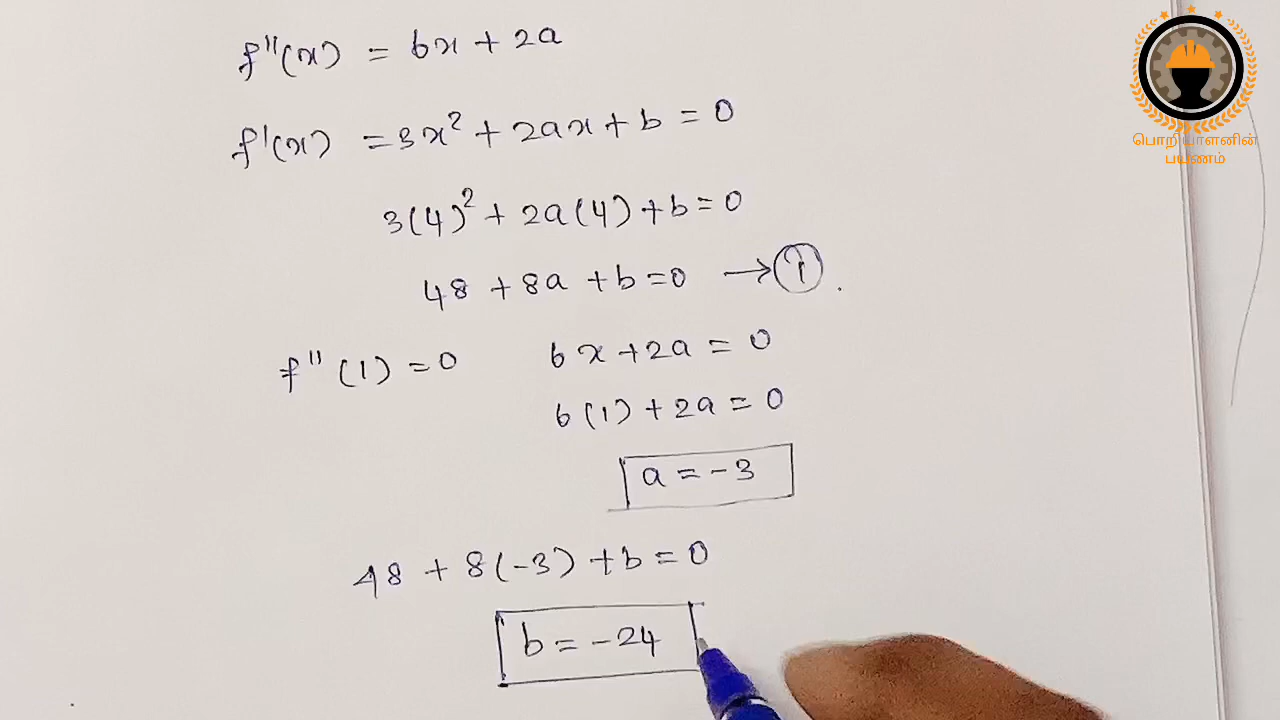 f''(x) = 6x + 2a
f'(x) = 3x² + 2ax + b = 0
3(4)² + 2a(4) + b = 0
48 + 8a + b = 0 → ①.
f''(1) = 0 6x + 2a = 0
6(1) + 2a = 0
a = -3
48 + 8(-3) + b = 0
b = -24
பொறியாளனின்
பயணம்